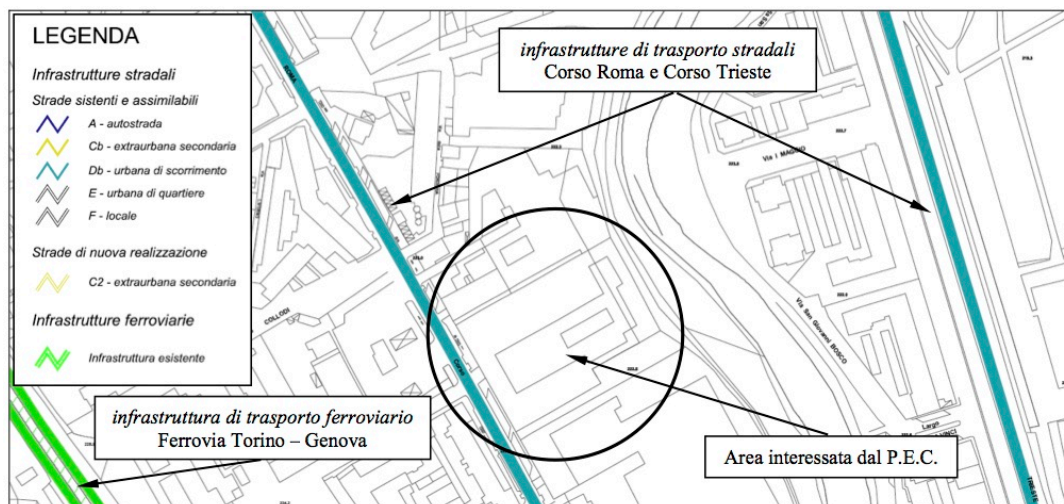 LEGENDA
Infrastrutture stradali
Strade sistenti e assimilabili
A - autostrada
Cb - extraurbana secondaria
Db - urbana di scorrimento
E - urbana di quartiere
F - locale
Strade di nuova realizzazione
C2 - extraurbana secondaria
Infrastrutture ferroviarie
Infrastruttura esistente
infrastrutture di trasporto stradali
Corso Roma e Corso Trieste
infrastruttura di trasporto ferroviario
Ferrovia Torino – Genova
Area interessata dal P.E.C.
ROMA
Corso
COLLODI
Via I MAGGIO
Via San Giovanni BOSCO
Largo
TRIESTE